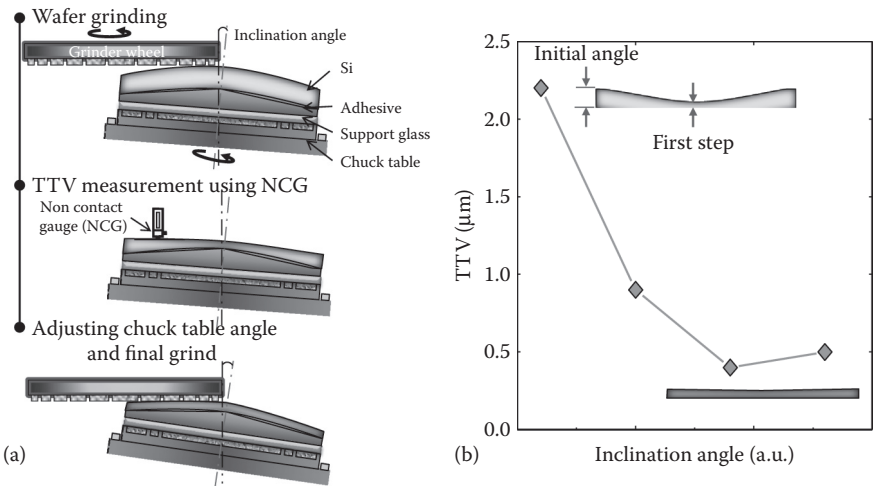 Wafer grinding
Grinder wheel
Inclination angle
Si
Adhesive
Support glass
Chuck table
TTV measurement using NCG
Non contact
gauge (NCG)
Adjusting chuck table angle
and final grind
(a)
2.5
2.0
1.5
1.0
0.5
0.0
TTV (μm)
Initial angle
First step
Inclination angle (a.u.)
(b)